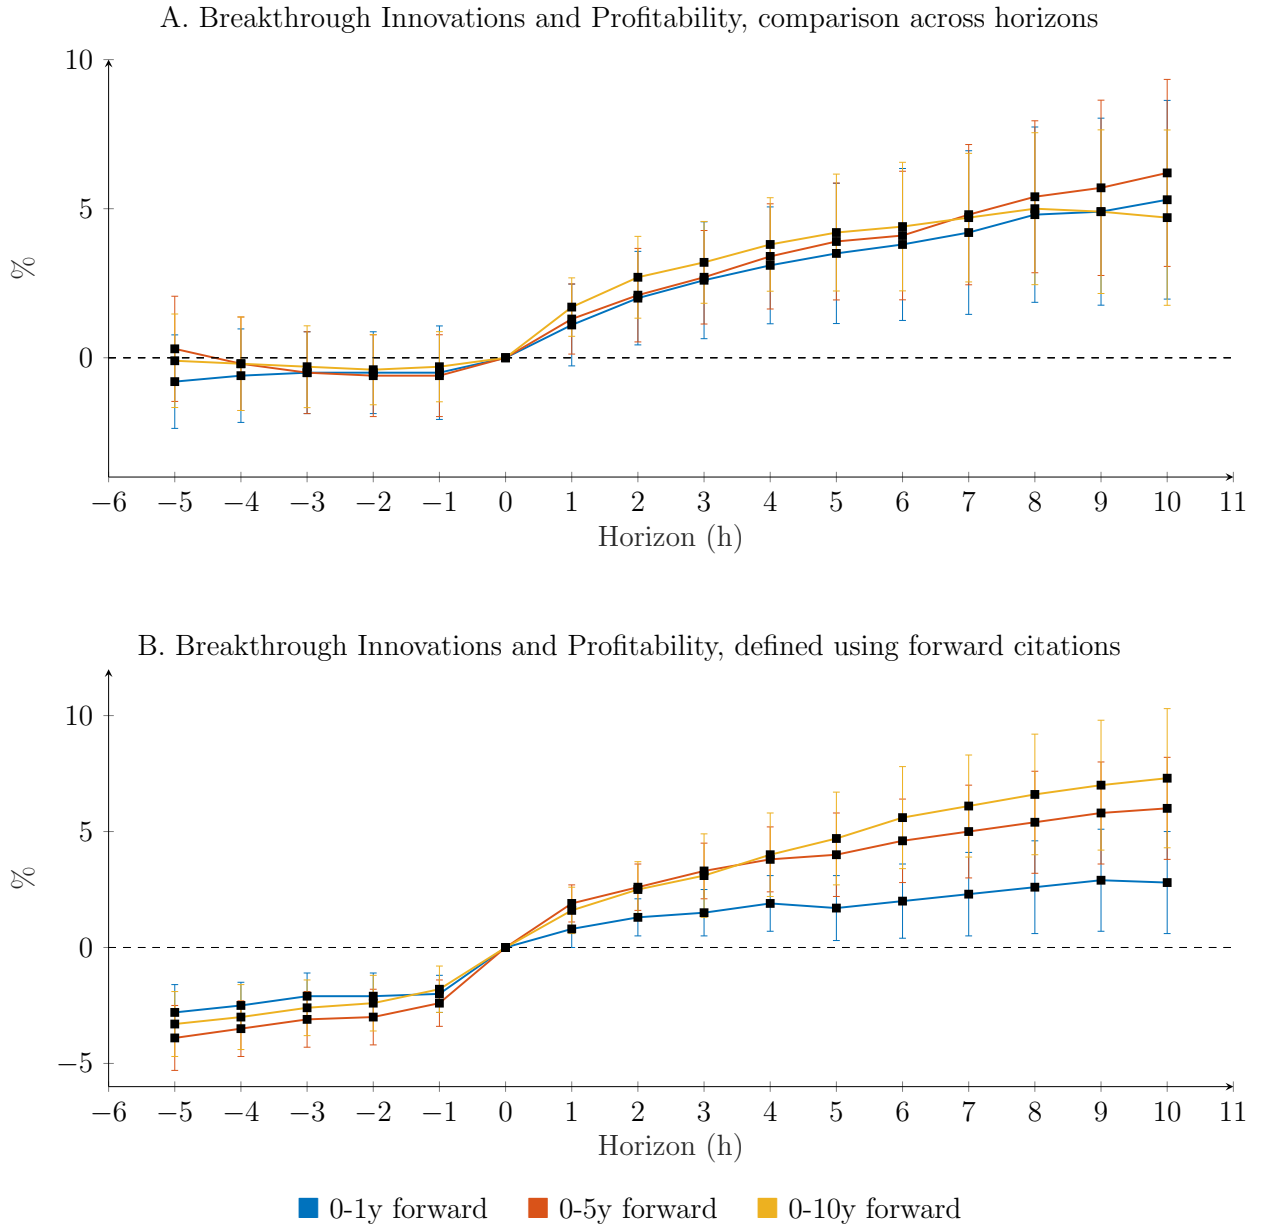 A. Breakthrough Innovations and Profitability, comparison across horizons
10
5
0
%
−6 −5 −4 −3 −2 −1 0 1 2 3 4 5 6 7 8 9 10 11
Horizon (h)
B. Breakthrough Innovations and Profitability, defined using forward citations
10
5
0
−5
%
−6 −5 −4 −3 −2 −1 0 1 2 3 4 5 6 7 8 9 10 11
Horizon (h)
0-1y forward 0-5y forward 0-10y forward